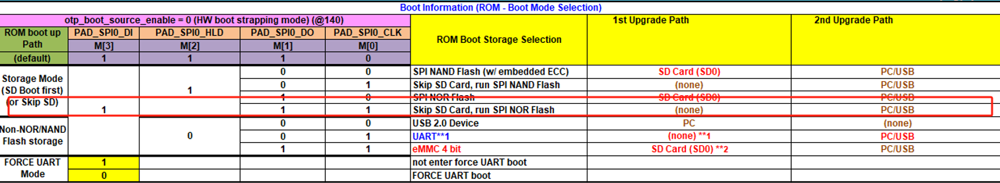 Boot Information (ROM - Boot Mode Selection)
otp_boot_source_enable = 0 (HW boot strapping mode) (@140)
ROM boot up Path PAD_SPI0_DI PAD_SPI0_HLD PAD_SPI0_DO PAD_SPI0_CLK ROM Boot Storage Selection 1st Upgrade Path 2nd Upgrade Path
M[3] M[2] M[1] M[0]
(default) 1 1 1 0
Storage Mode (SD Boot first) (or Skip SD) 1 1 0 0 SPI NAND Flash (w/ embedded ECC) SD Card (SD0) PC/USB
0 1 Skip SD Card, run SPI NAND Flash (none) PC/USB
1 0 SPI NOR Flash SD Card (SD0) PC/USB
1 1 Skip SD Card, run SPI NOR Flash (none) PC/USB
Non-NOR/NAND Flash storage 0 0 0 USB 2.0 Device PC (none)
0 1 UART**1 (none) **1 PC/USB
1 1 eMMC 4 bit SD Card (SD0) **2 PC/USB
FORCE UART Mode 1 not enter force UART boot
0 FORCE UART boot